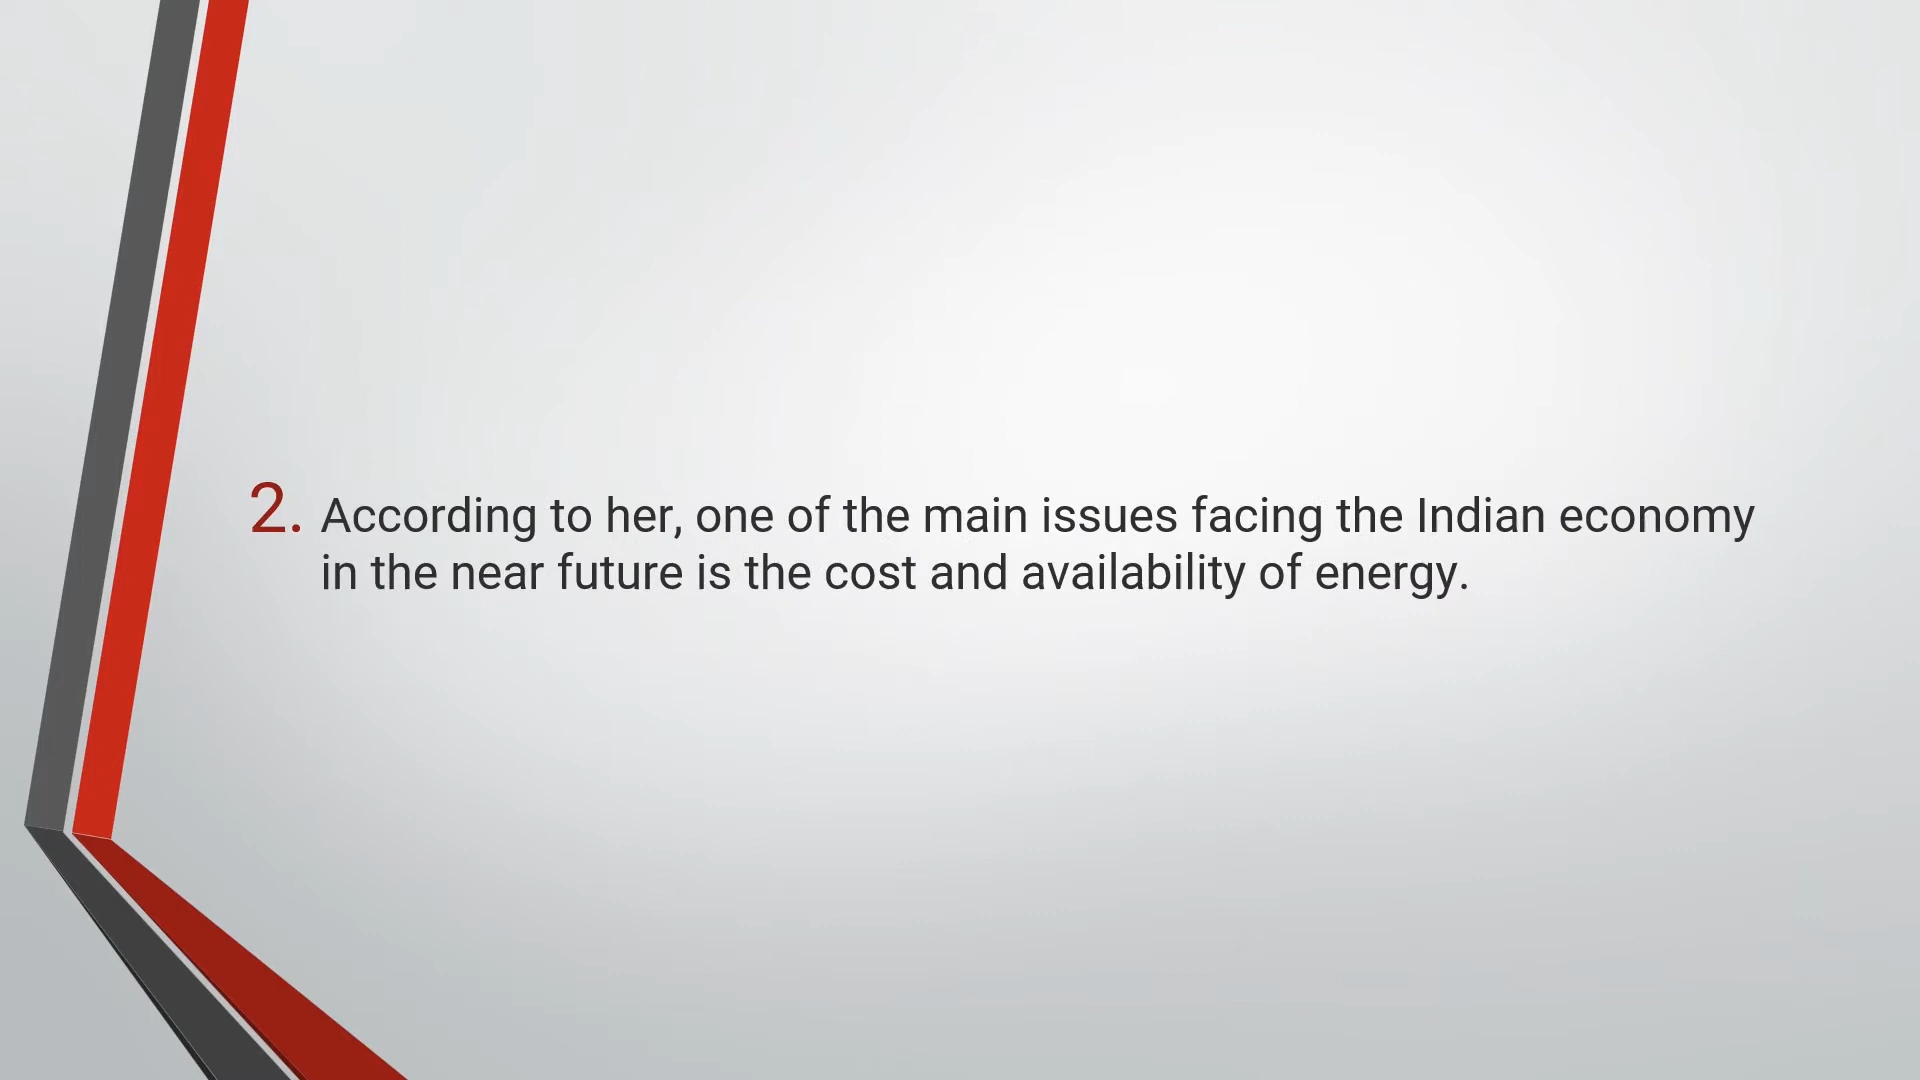 2. According to her, one of the main issues facing the Indian economy
in the near future is the cost and availability of energy.